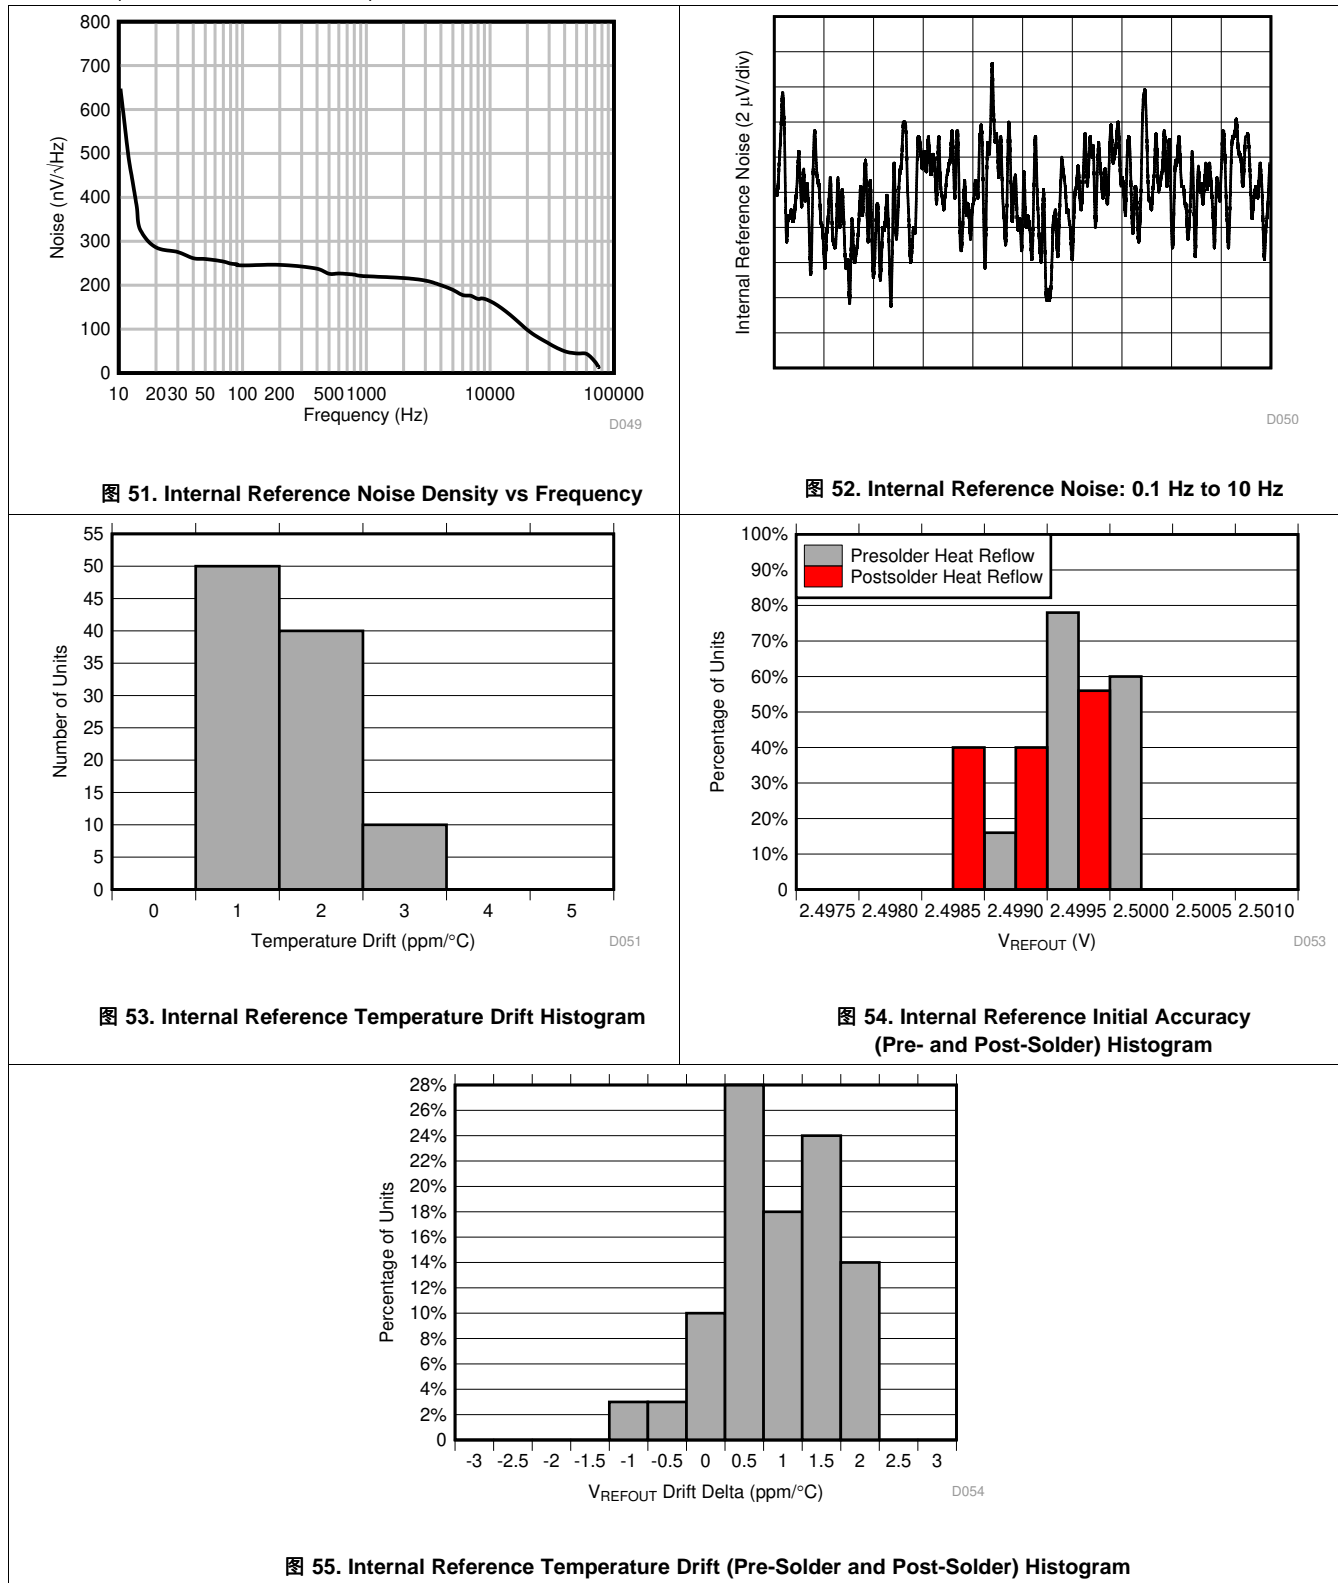 800
700
600
500
400
300
200
100
0
Noise (nV/√Hz)
10 20 30 50 100 200 500 1000 10000 100000
Frequency (Hz)
D049
图 51. Internal Reference Noise Density vs Frequency
Internal Reference Noise (2 μV/div)
D050
图 52. Internal Reference Noise: 0.1 Hz to 10 Hz
55
50
45
40
35
30
25
20
15
10
5
0
Number of Units
0 1 2 3 4 5
Temperature Drift (ppm/°C)
D051
图 53. Internal Reference Temperature Drift Histogram
100%
90%
80%
70%
60%
50%
40%
30%
20%
10%
0
Percentage of Units
Presolder Heat Reflow
Postsolder Heat Reflow
2.4975 2.4980 2.4985 2.4990 2.4995 2.5000 2.5005 2.5010
VREFOUT (V)
D053
图 54. Internal Reference Initial Accuracy
(Pre- and Post-Solder) Histogram
28%
26%
24%
22%
20%
18%
16%
14%
12%
10%
8%
6%
4%
2%
0
Percentage of Units
-3 -2.5 -2 -1.5 -1 -0.5 0 0.5 1 1.5 2 2.5 3
VREFOUT Drift Delta (ppm/°C)
D054
图 55. Internal Reference Temperature Drift (Pre-Solder and Post-Solder) Histogram